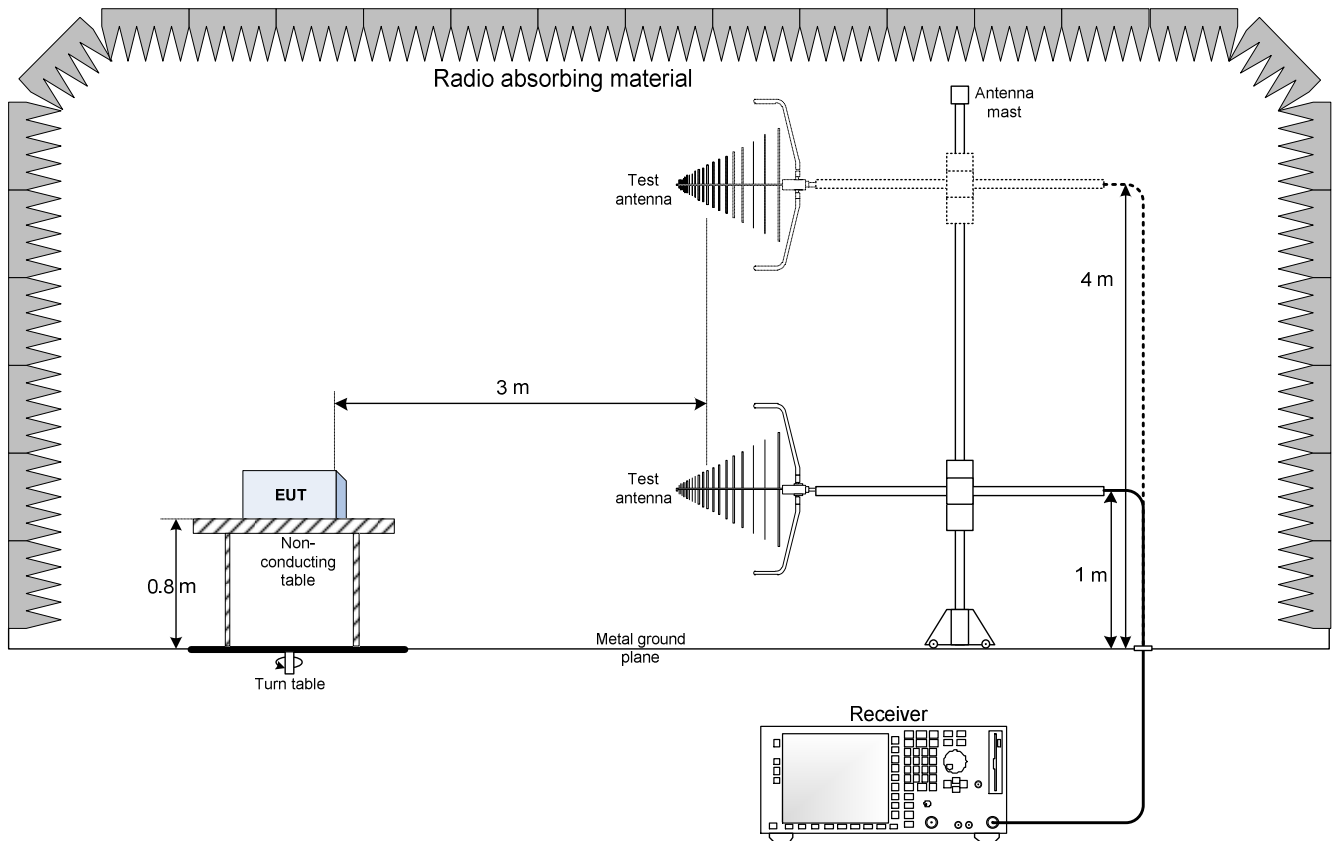 Radio absorbing material
Antenna
mast
Test
antenna
4 m
3 m
Test
antenna
EUT
Non-
conducting
table
0.8 m
1 m
Metal ground
plane
Turn table
Receiver